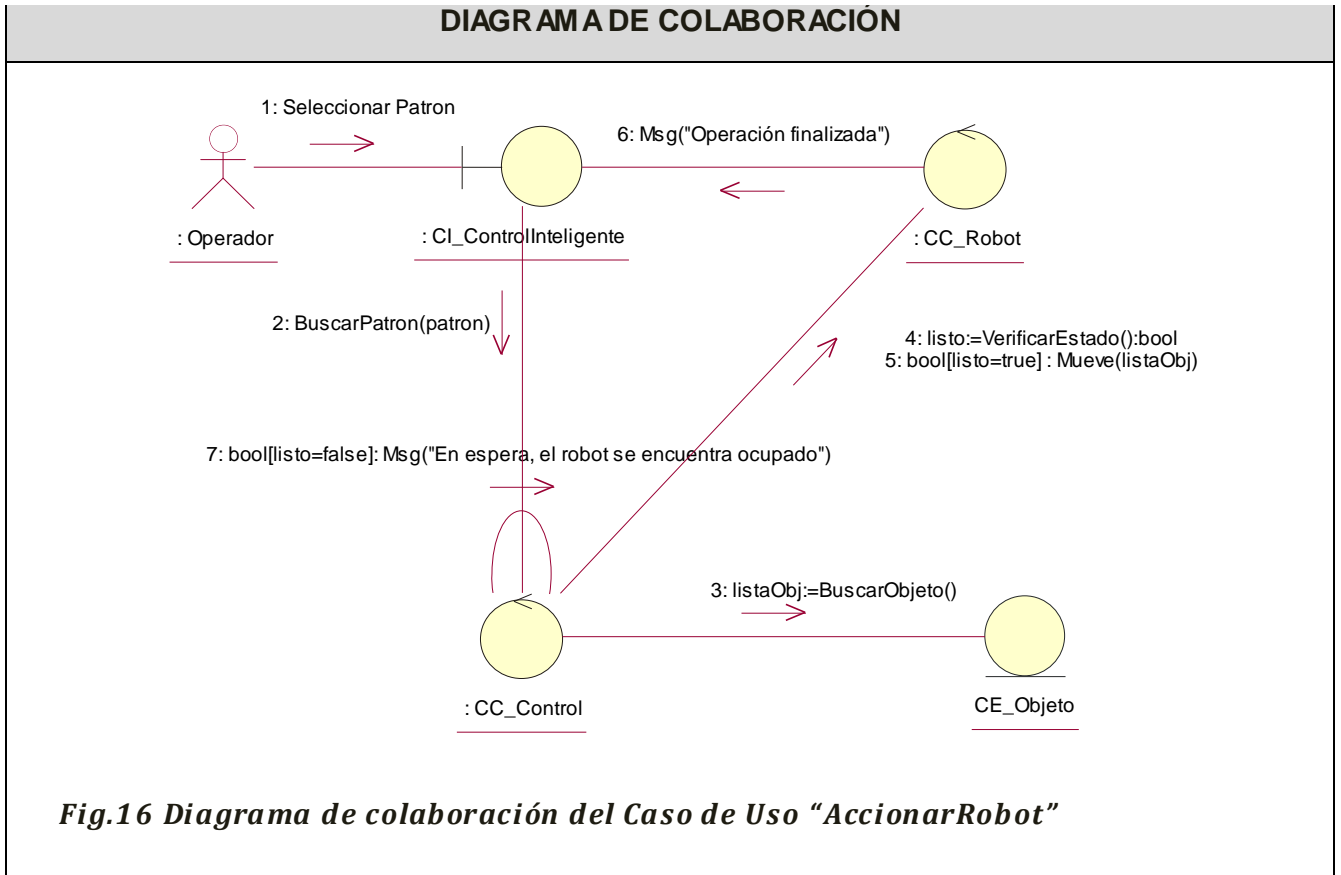 DIAGRAMA DE COLABORACIÓN
1: Seleccionar Patron
6: Msg("Operación finalizada")
: Operador
: CI_ControlInteligente
: CC_Robot
2: BuscarPatron(patron)
4: listo:=VerificarEstado():bool
5: bool[listo=true] : Mueve(listaObj)
7: bool[listo=false]: Msg("En espera, el robot se encuentra ocupado")
3: listaObj:=BuscarObjeto()
: CC_Control
CE_Objeto
Fig.16 Diagrama de colaboración del Caso de Uso “AccionarRobot”